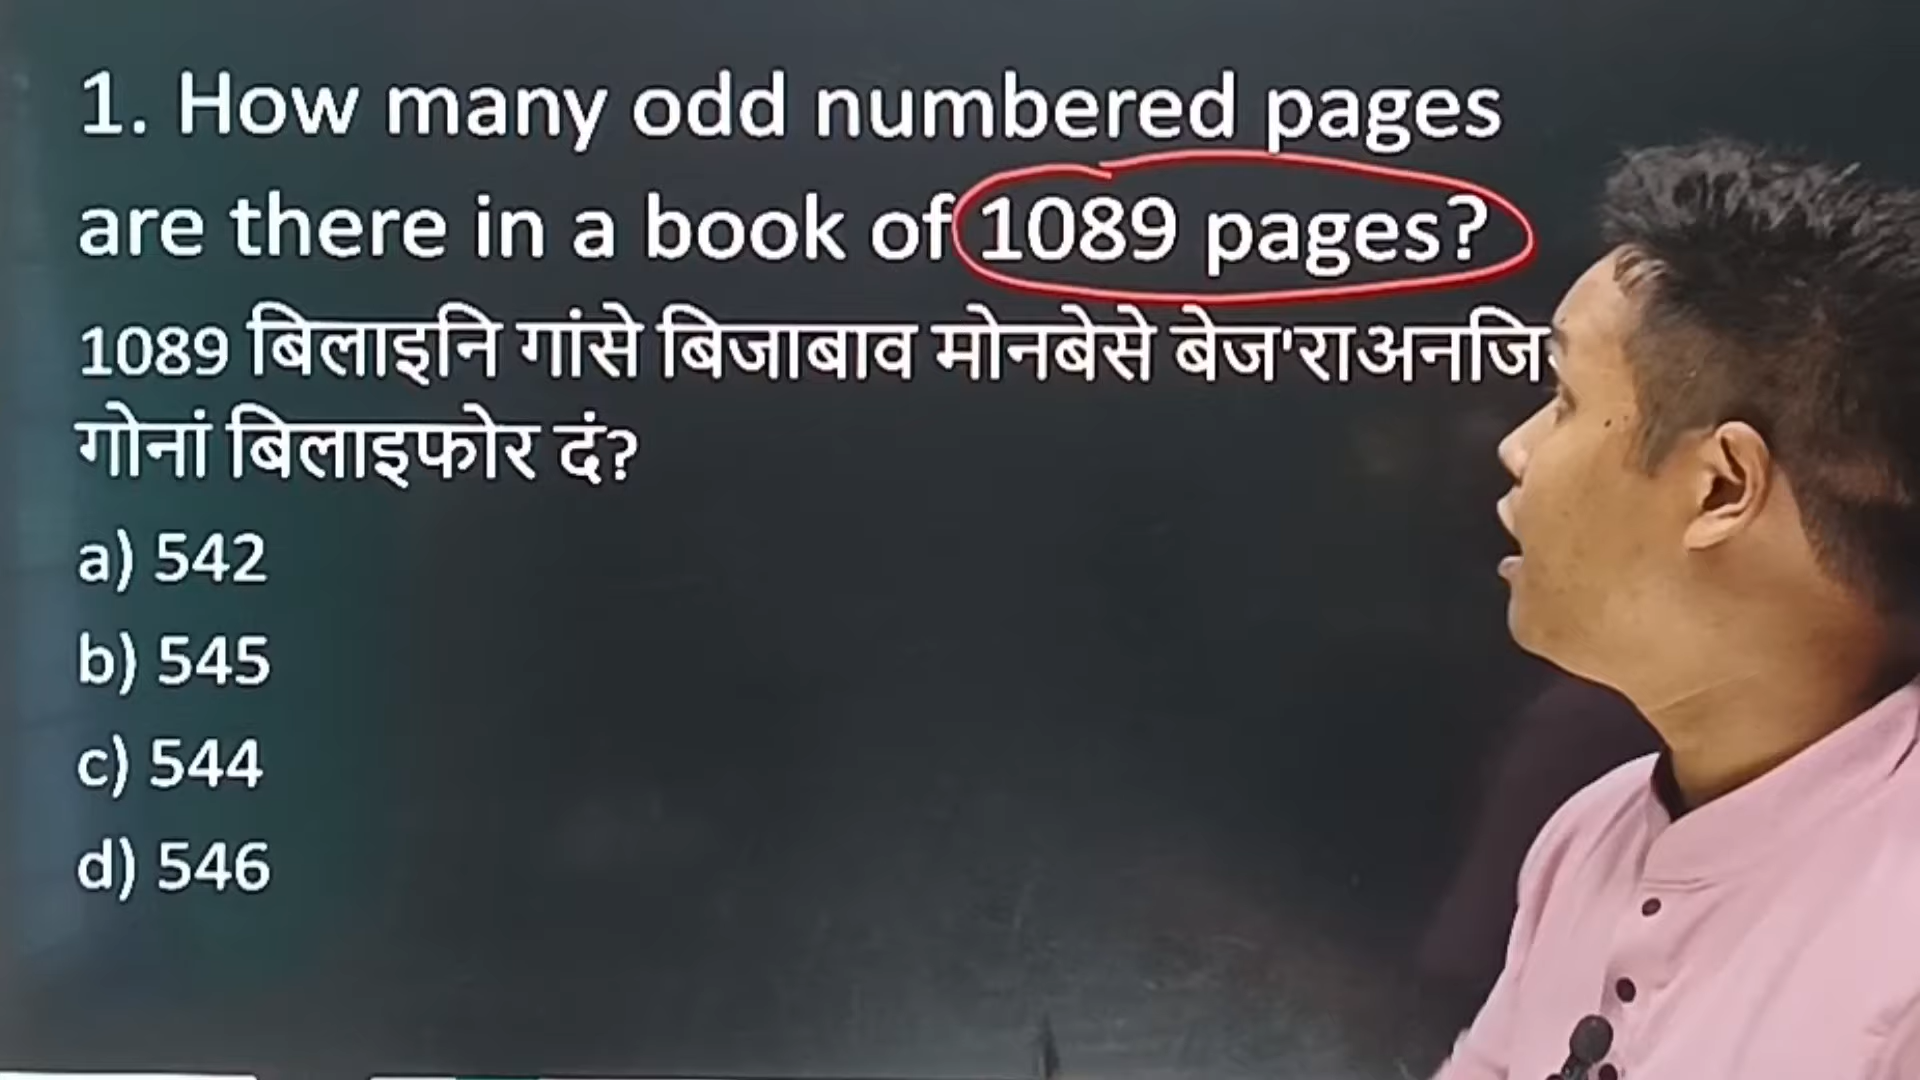 1. How many odd numbered pages
are there in a book of 1089 pages?
1089 बिलाइनि गांसे बिजाबाव मोनबेसे बेज'राअनजिमा
गोनां बिलाइफोर दं?
a) 542
b) 545
c) 544
d) 546